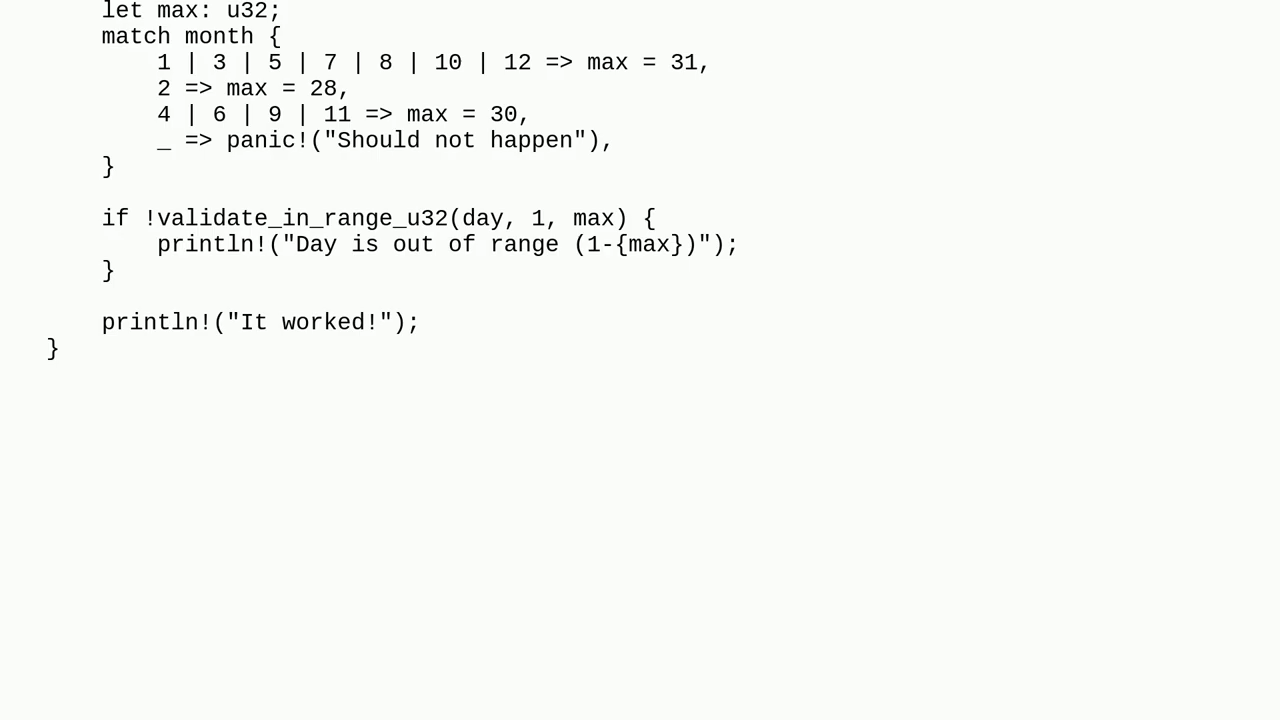 let max: u32;
match month {
1 | 3 | 5 | 7 | 8 | 10 | 12 => max = 31,
2 => max = 28,
4 | 6 | 9 | 11 => max = 30,
_ => panic!("Should not happen"),
}
if !validate_in_range_u32(day, 1, max) {
println!("Day is out of range (1-{max})");
}
println!("It worked!");
}